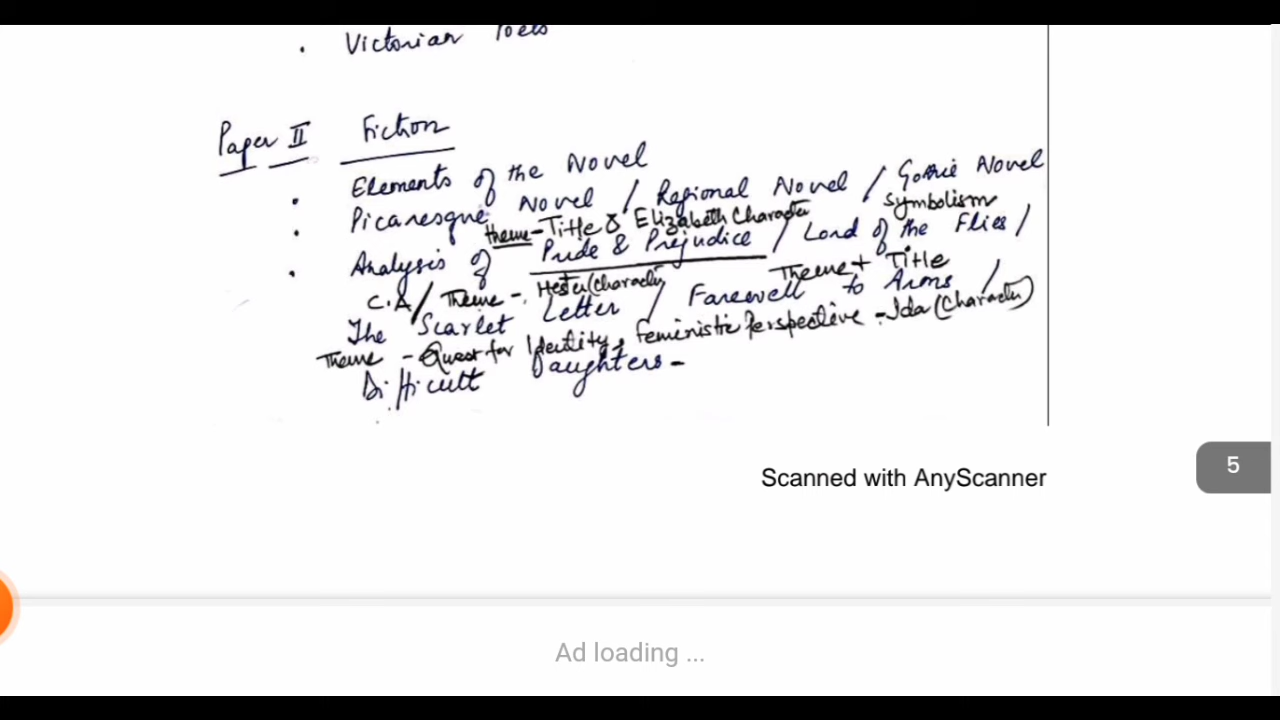 . Victorian Poets
Paper II Fiction
. Elements of the Novel
. Picaresque Novel / Regional Novel / Gothic Novel
theme - Title & Elizabeth Character symbolism
. Analysis of Pride & Prejudice / Lord of the Flies /
C.A / Theme - Hester (character) Theme + Title
The Scarlet Letter / Farewell to Arms /
Theme - Quest for Identity, Feministic Perspective - Ida (Character)
Difficult Daughters -
Scanned with AnyScanner
5
Ad loading ...